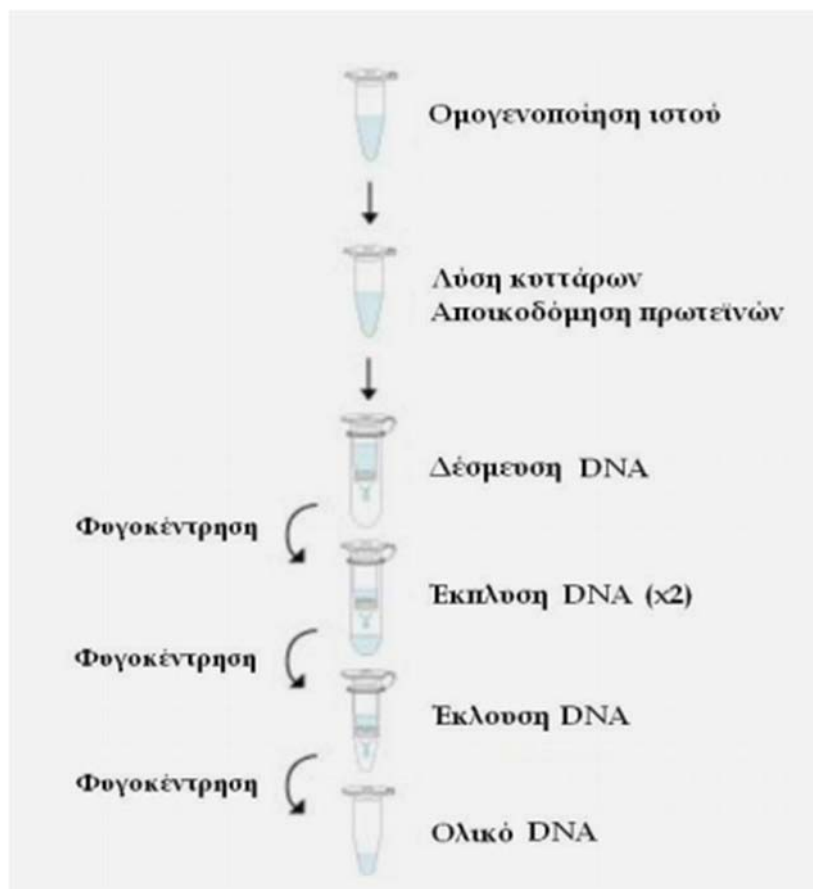 Ομογενοποίηση ιστού
Λύση κυττάρων
Αποικοδόμηση πρωτεϊνών
Δέσμευση DNA
Φυγοκέντρηση
Έκπλυση DNA (x2)
Φυγοκέντρηση
Έκλουση DNA
Φυγοκέντρηση
Ολικό DNA